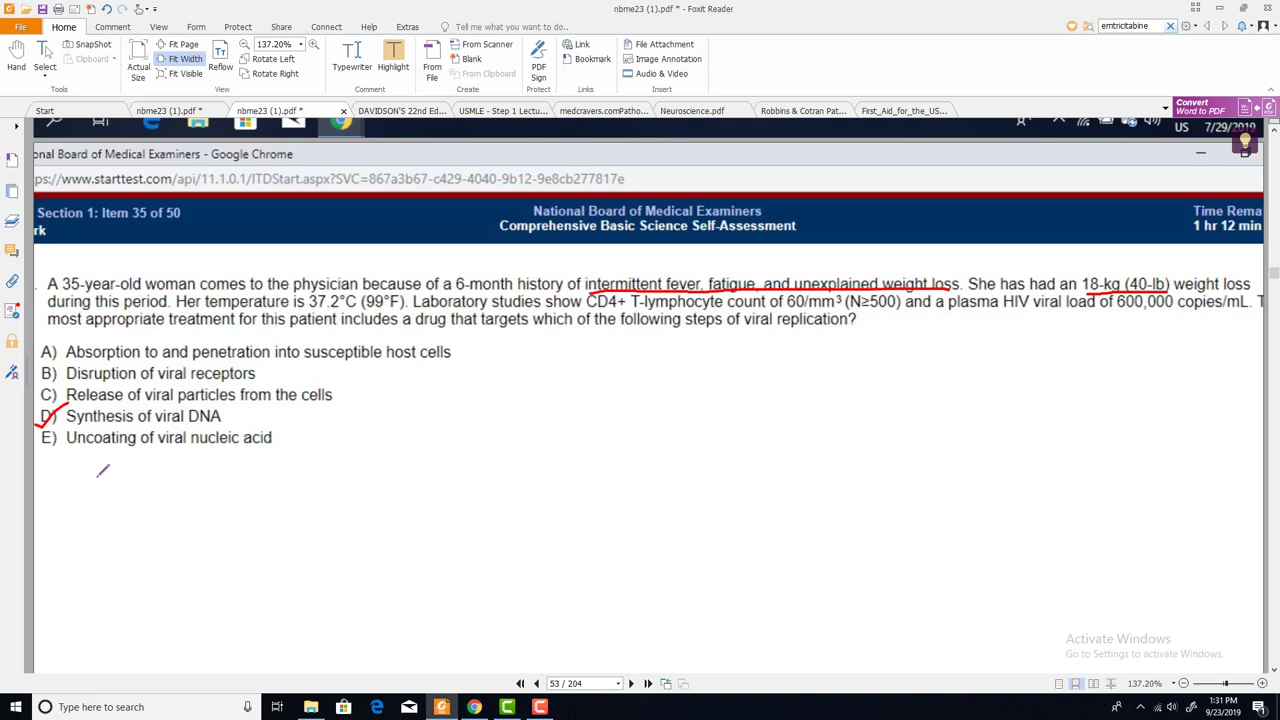 nbme23 (1).pdf * - Foxit Reader
File Home Comment View Form Protect Share Connect Help Extras Tell me what you want to do... emtricitabine
Hand
Select
SnapShot
Clipboard
Tools
Actual Size
Fit Page
Fit Width
Fit Visible
Reflow
137.20%
Rotate Left
Rotate Right
View
Typewriter
Highlight
Comment
From File
From Scanner
Blank
From Clipboard
Create
PDF Sign
Protect
Link
Bookmark
Links
File Attachment
Image Annotation
Audio & Video
Insert
Start nbme23 (1).pdf * nbme23 (1).pdf * DAVIDSON'S 22nd Ed... USMLE - Step 1 Lectu... medcravers.comPatho... Neuroscience.pdf Robbins & Cotran Pat... First_Aid_for_the_US...
Convert Word to PDF
US 7/29/2019
onal Board of Medical Examiners - Google Chrome
ps://www.starttest.com/api/11.1.0.1/ITDStart.aspx?SVC=867a3b67-c429-4040-9b12-9e8cb277817e
Section 1: Item 35 of 50 National Board of Medical Examiners Time Rema
rk Comprehensive Basic Science Self-Assessment 1 hr 12 min
. A 35-year-old woman comes to the physician because of a 6-month history of intermittent fever, fatigue, and unexplained weight loss. She has had an 18-kg (40-lb) weight loss
during this period. Her temperature is 37.2°C (99°F). Laboratory studies show CD4+ T-lymphocyte count of 60/mm³ (N≥500) and a plasma HIV viral load of 600,000 copies/mL. T
most appropriate treatment for this patient includes a drug that targets which of the following steps of viral replication?
A) Absorption to and penetration into susceptible host cells
B) Disruption of viral receptors
C) Release of viral particles from the cells
D) Synthesis of viral DNA
E) Uncoating of viral nucleic acid
Activate Windows
Go to Settings to activate Windows.
53 / 204
137.20%
Type here to search
1:31 PM
9/23/2019